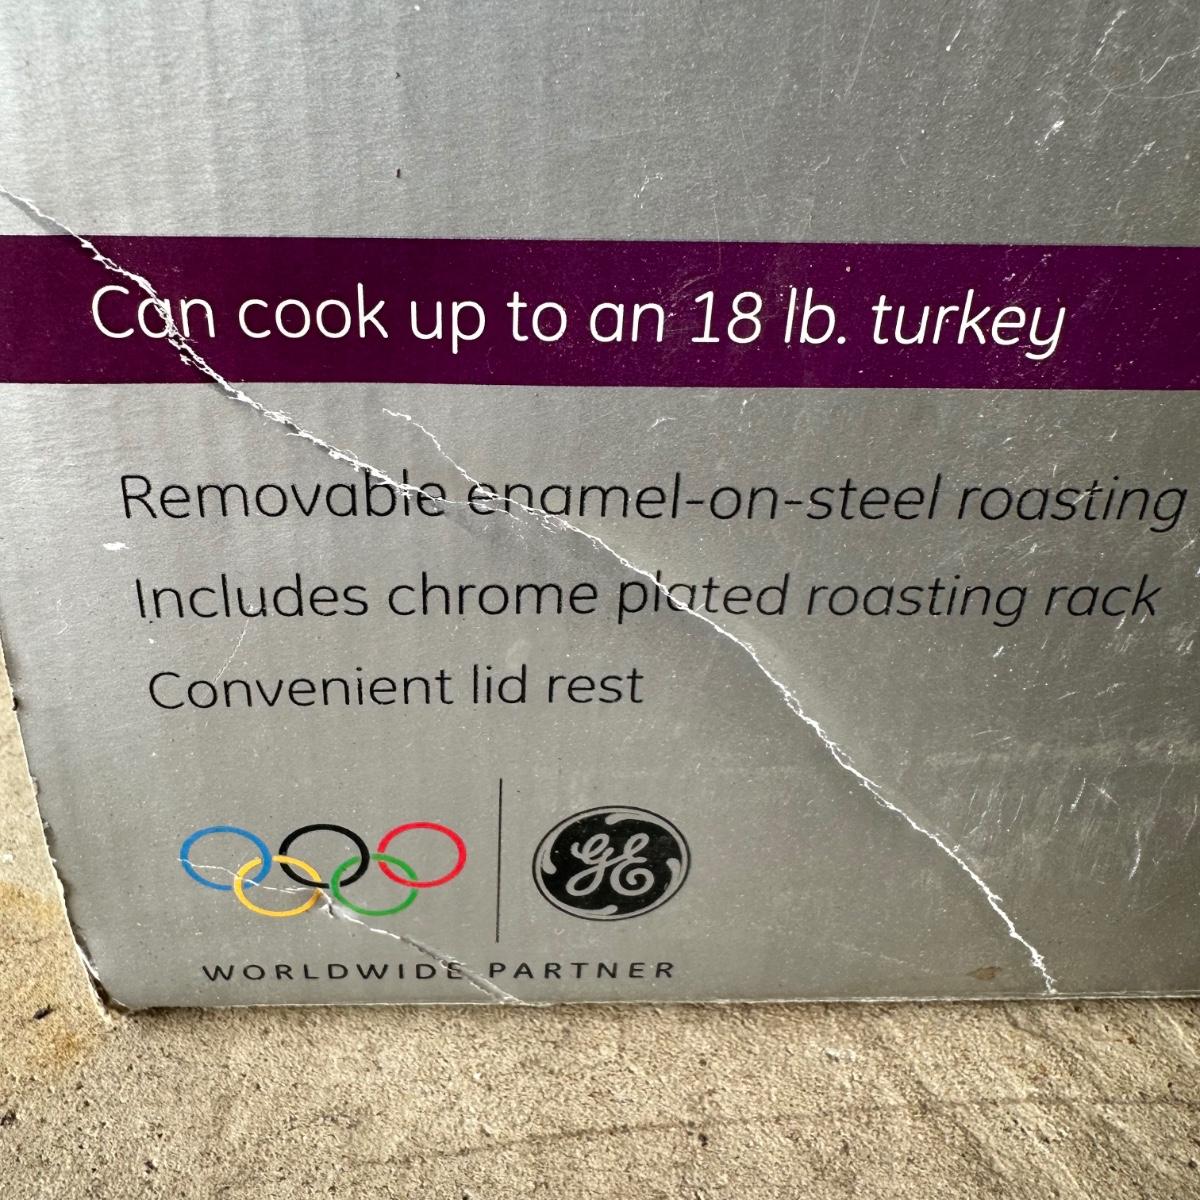 Can cook up to an 18 lb. turkey
Removable enamel-on-steel roasting
Includes chrome plated roasting rack
Convenient lid rest
GE
WORLDWIDE PARTNER